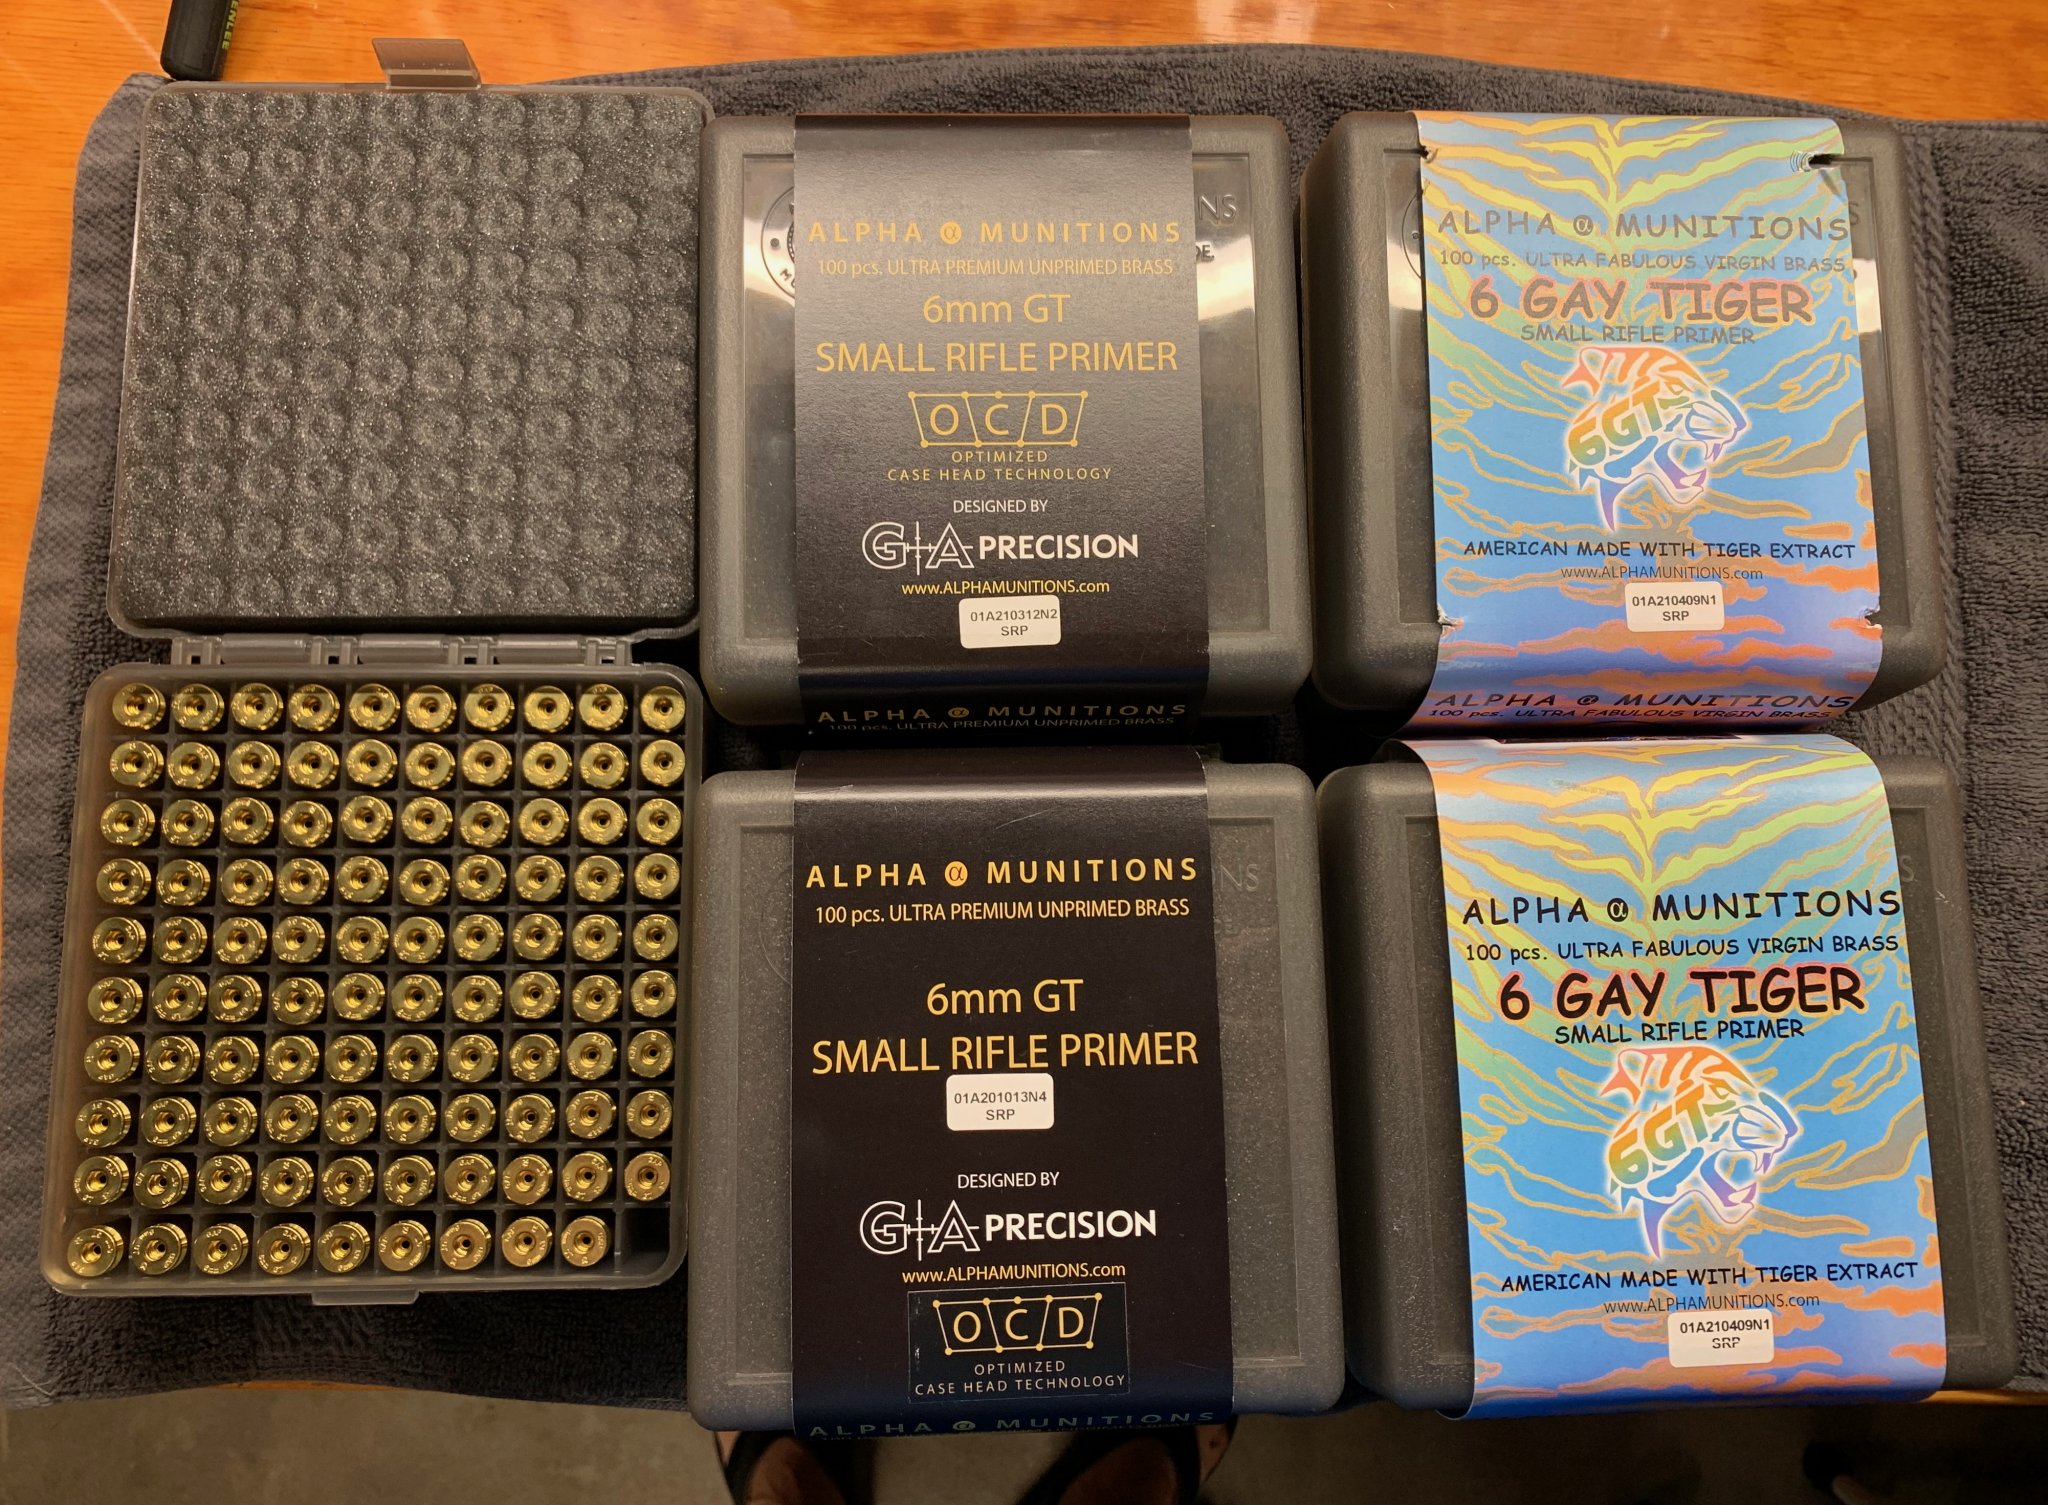 ENLEE
ALPHA α MUNITIONS
100 pcs. ULTRA PREMIUM UNPRIMED BRASS
6mm GT
SMALL RIFLE PRIMER
OCD
OPTIMIZED
CASE HEAD TECHNOLOGY
DESIGNED BY
GA PRECISION
www.ALPHAMUNITIONS.com
01A210312N2
SRP
ALPHA α MUNITIONS
100 pcs. ULTRA PREMIUM UNPRIMED BRASS
ALPHA α MUNITIONS
100 pcs. ULTRA FABULOUS VIRGIN BRASS
6 GAY TIGER
SMALL RIFLE PRIMER
6GT
AMERICAN MADE WITH TIGER EXTRACT
www.ALPHAMUNITIONS.com
01A210409N1
SRP
ALPHA α MUNITIONS
100 pcs. ULTRA FABULOUS VIRGIN BRASS
ALPHA α MUNITIONS
100 pcs. ULTRA PREMIUM UNPRIMED BRASS
6mm GT
SMALL RIFLE PRIMER
01A201013N4
SRP
DESIGNED BY
GA PRECISION
www.ALPHAMUNITIONS.com
OCD
OPTIMIZED
CASE HEAD TECHNOLOGY
ALPHA α MUNITIONS
ALPHA α MUNITIONS
100 pcs. ULTRA FABULOUS VIRGIN BRASS
6 GAY TIGER
SMALL RIFLE PRIMER
6GT
AMERICAN MADE WITH TIGER EXTRACT
www.ALPHAMUNITIONS.com
01A210409N1
SRP